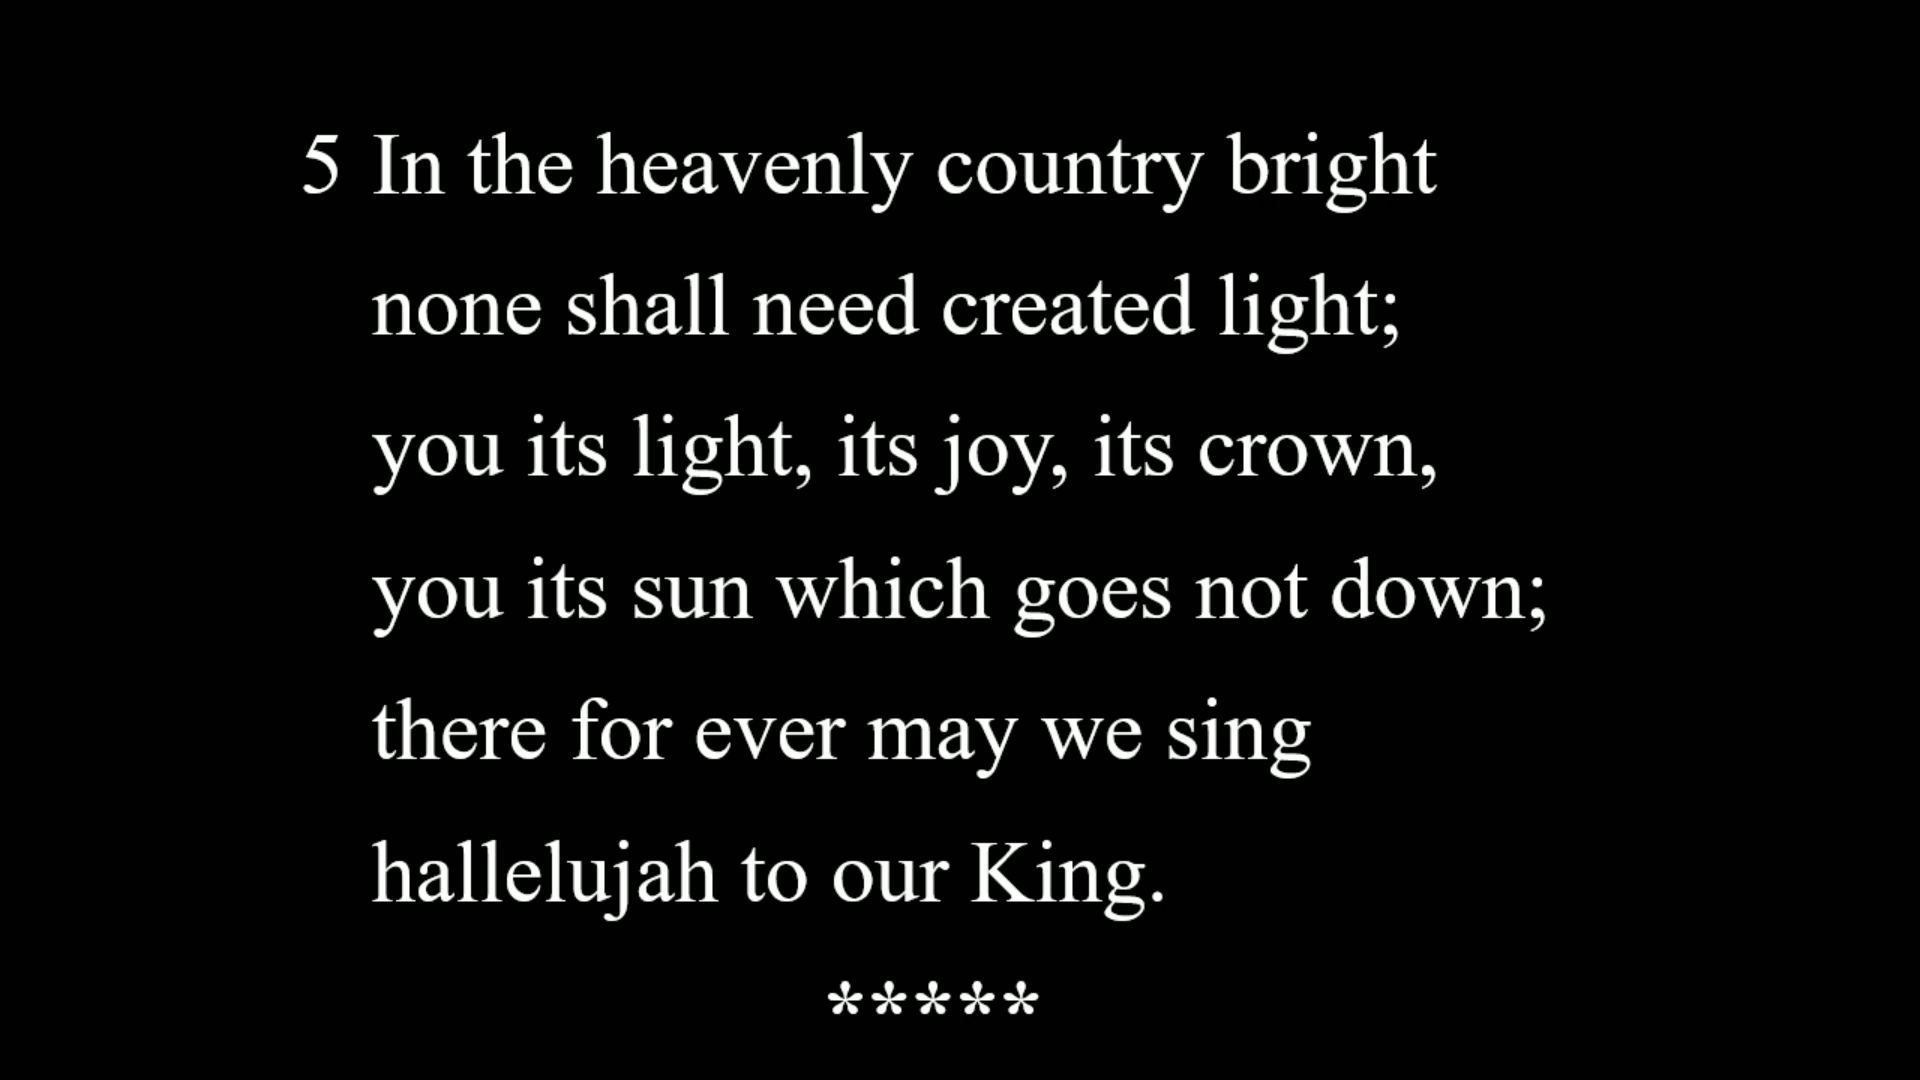 5 In the heavenly country bright
none shall need created light;
you its light, its joy, its crown,
you its sun which goes not down;
there for ever may we sing
hallelujah to our King.
*****